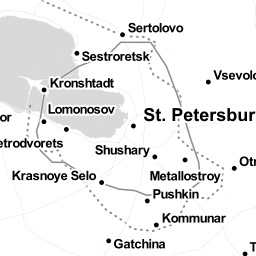 Sertolovo
Sestroretsk
Vsevolo
Kronshtadt
Lomonosov
or
St. Petersbur
etrodvorets
Shushary
Otr
Metallostroy
Krasnoye Selo
Pushkin
Kommunar
Gatchina
T